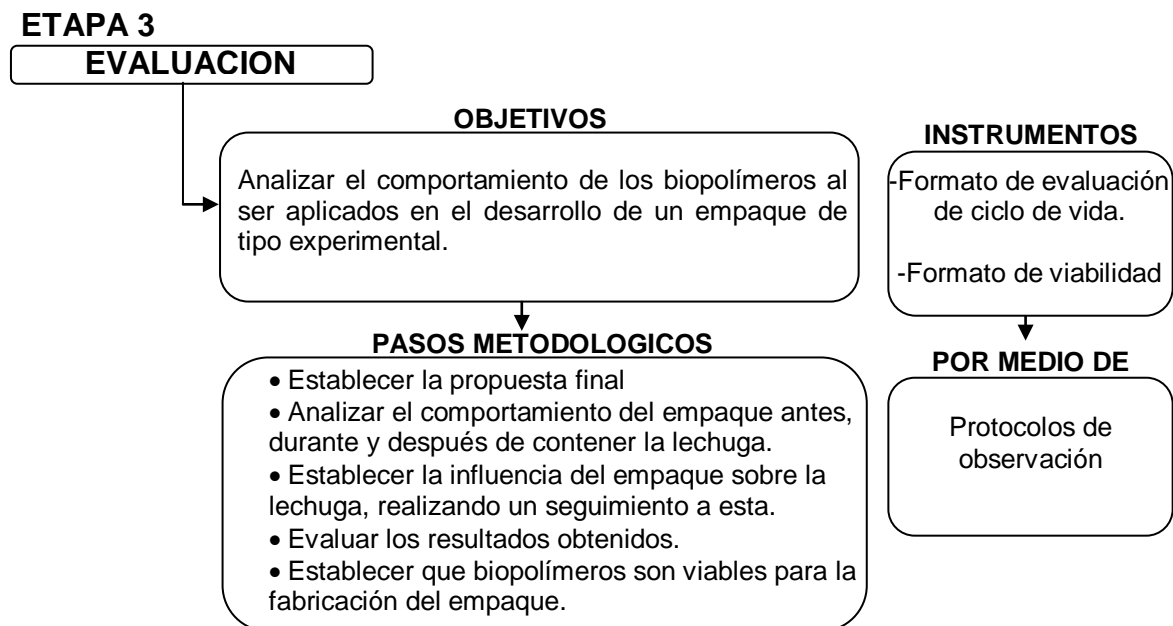 ETAPA 3
EVALUACION
OBJETIVOS
Analizar el comportamiento de los biopolímeros al
ser aplicados en el desarrollo de un empaque de
tipo experimental.
PASOS METODOLOGICOS
• Establecer la propuesta final
• Analizar el comportamiento del empaque antes,
durante y después de contener la lechuga.
• Establecer la influencia del empaque sobre la
lechuga, realizando un seguimiento a esta.
• Evaluar los resultados obtenidos.
• Establecer que biopolímeros son viables para la
fabricación del empaque.
INSTRUMENTOS
-Formato de evaluación
de ciclo de vida.
-Formato de viabilidad
POR MEDIO DE
Protocolos de
observación